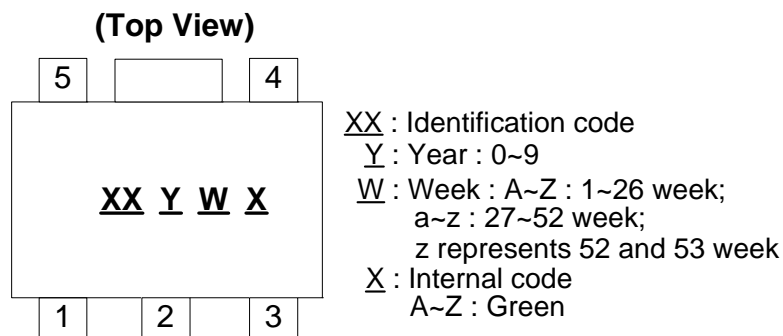 (Top View)
5 4
XX Y W X
1 2 3
XX : Identification code
Y : Year : 0~9
W : Week : A~Z : 1~26 week;
a~z : 27~52 week;
z represents 52 and 53 week
X : Internal code
A~Z : Green